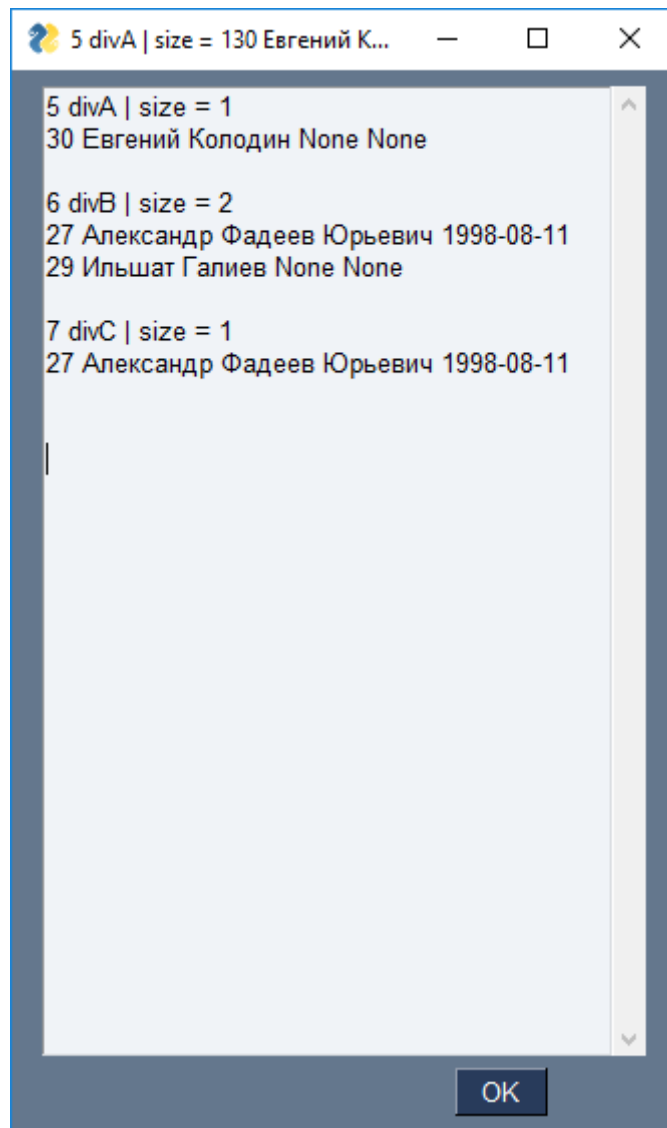 5 divA | size = 130 Евгений К...
5 divA | size = 1
30 Евгений Колодин None None
6 divB | size = 2
27 Александр Фадеев Юрьевич 1998-08-11
29 Ильшат Галиев None None
7 divC | size = 1
27 Александр Фадеев Юрьевич 1998-08-11
OK